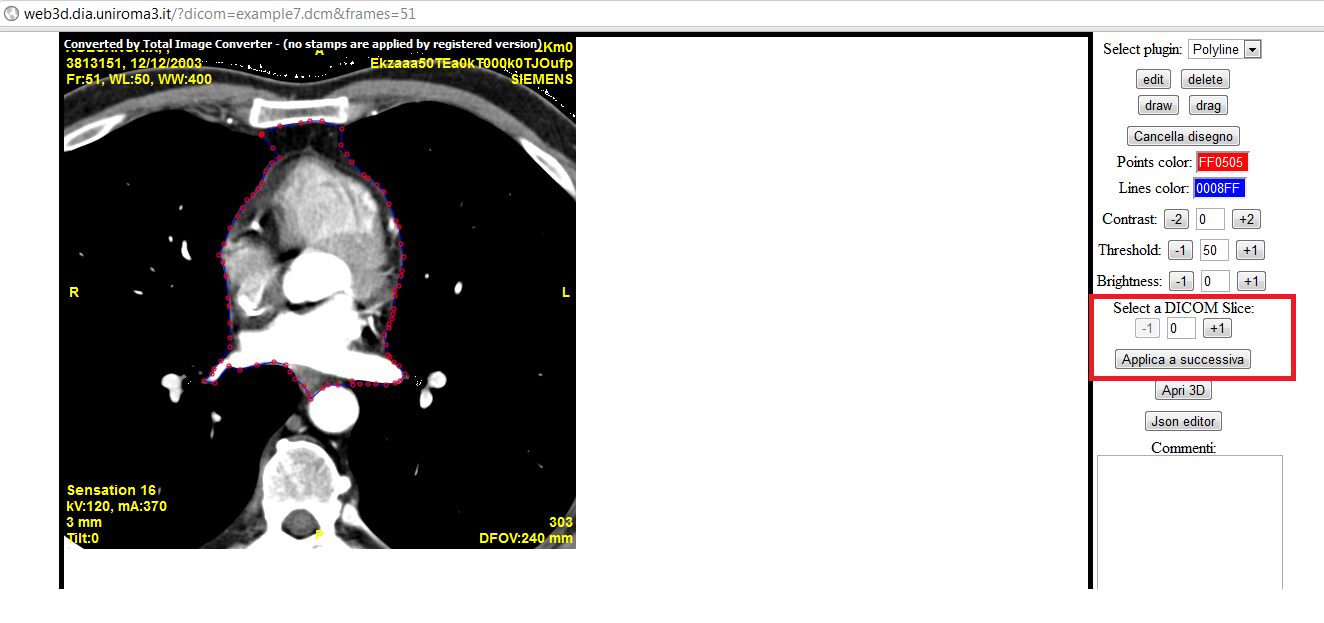 web3d.dia.uniroma3.it/?dicom=example7.dcm&frames=51
Converted by Total Image Converter - (no stamps are applied by registered version)
Km0
A
3813151, 12/12/2003
Ekzaaa50TEa0kT000k0TJOufp
Fr:51, WL:50, WW:400
SIEMENS
R
L
Sensation 16
kV:120, mA:370
3 mm
303
Tilt:0
P
DFOV:240 mm
Select plugin: Polyline
edit delete
draw drag
Cancella disegno
Points color: FF0505
Lines color: 0008FF
Contrast: -2 0 +2
Threshold: -1 50 +1
Brightness: -1 0 +1
Select a DICOM Slice:
-1 0 +1
Applica a successiva
Apri 3D
Json editor
Commenti: